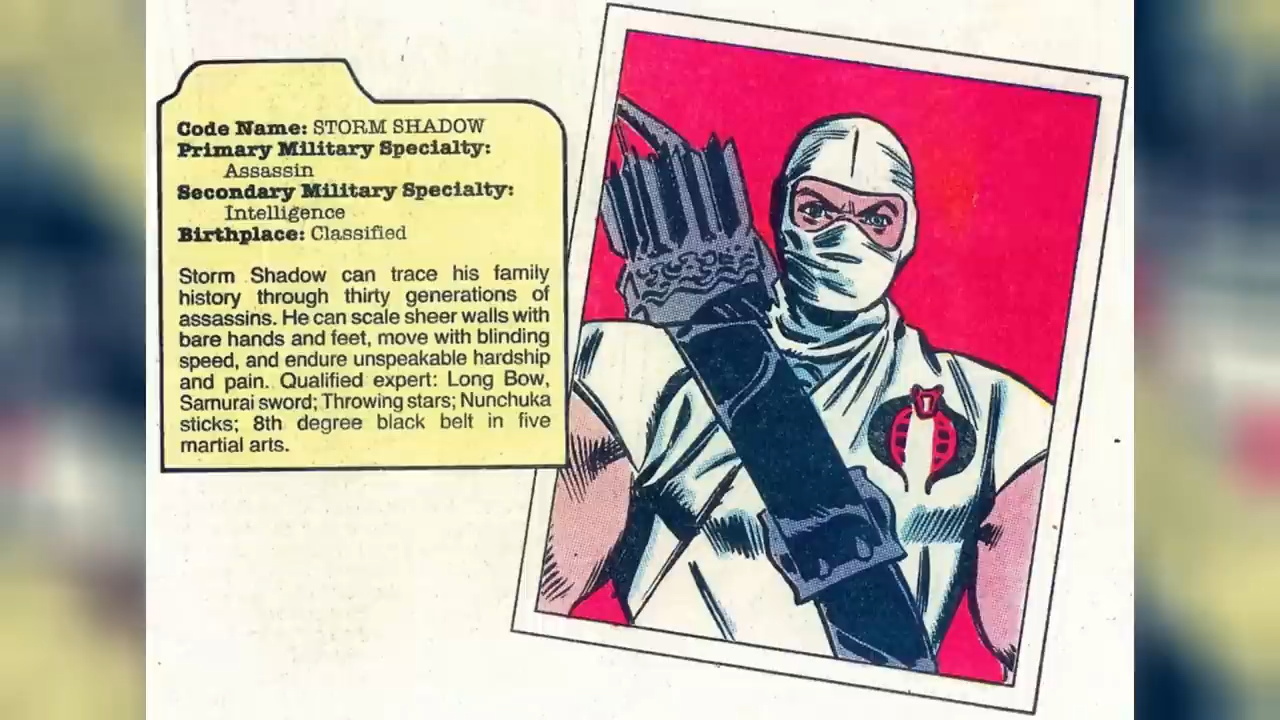 Code Name: STORM SHADOW
Primary Military Specialty:
Assassin
Secondary Military Specialty:
Intelligence
Birthplace: Classified
Storm Shadow can trace his family
history through thirty generations of
assassins. He can scale sheer walls with
bare hands and feet, move with blinding
speed, and endure unspeakable hardship
and pain. Qualified expert: Long Bow,
Samurai sword; Throwing stars; Nunchuka
sticks; 8th degree black belt in five
martial arts.